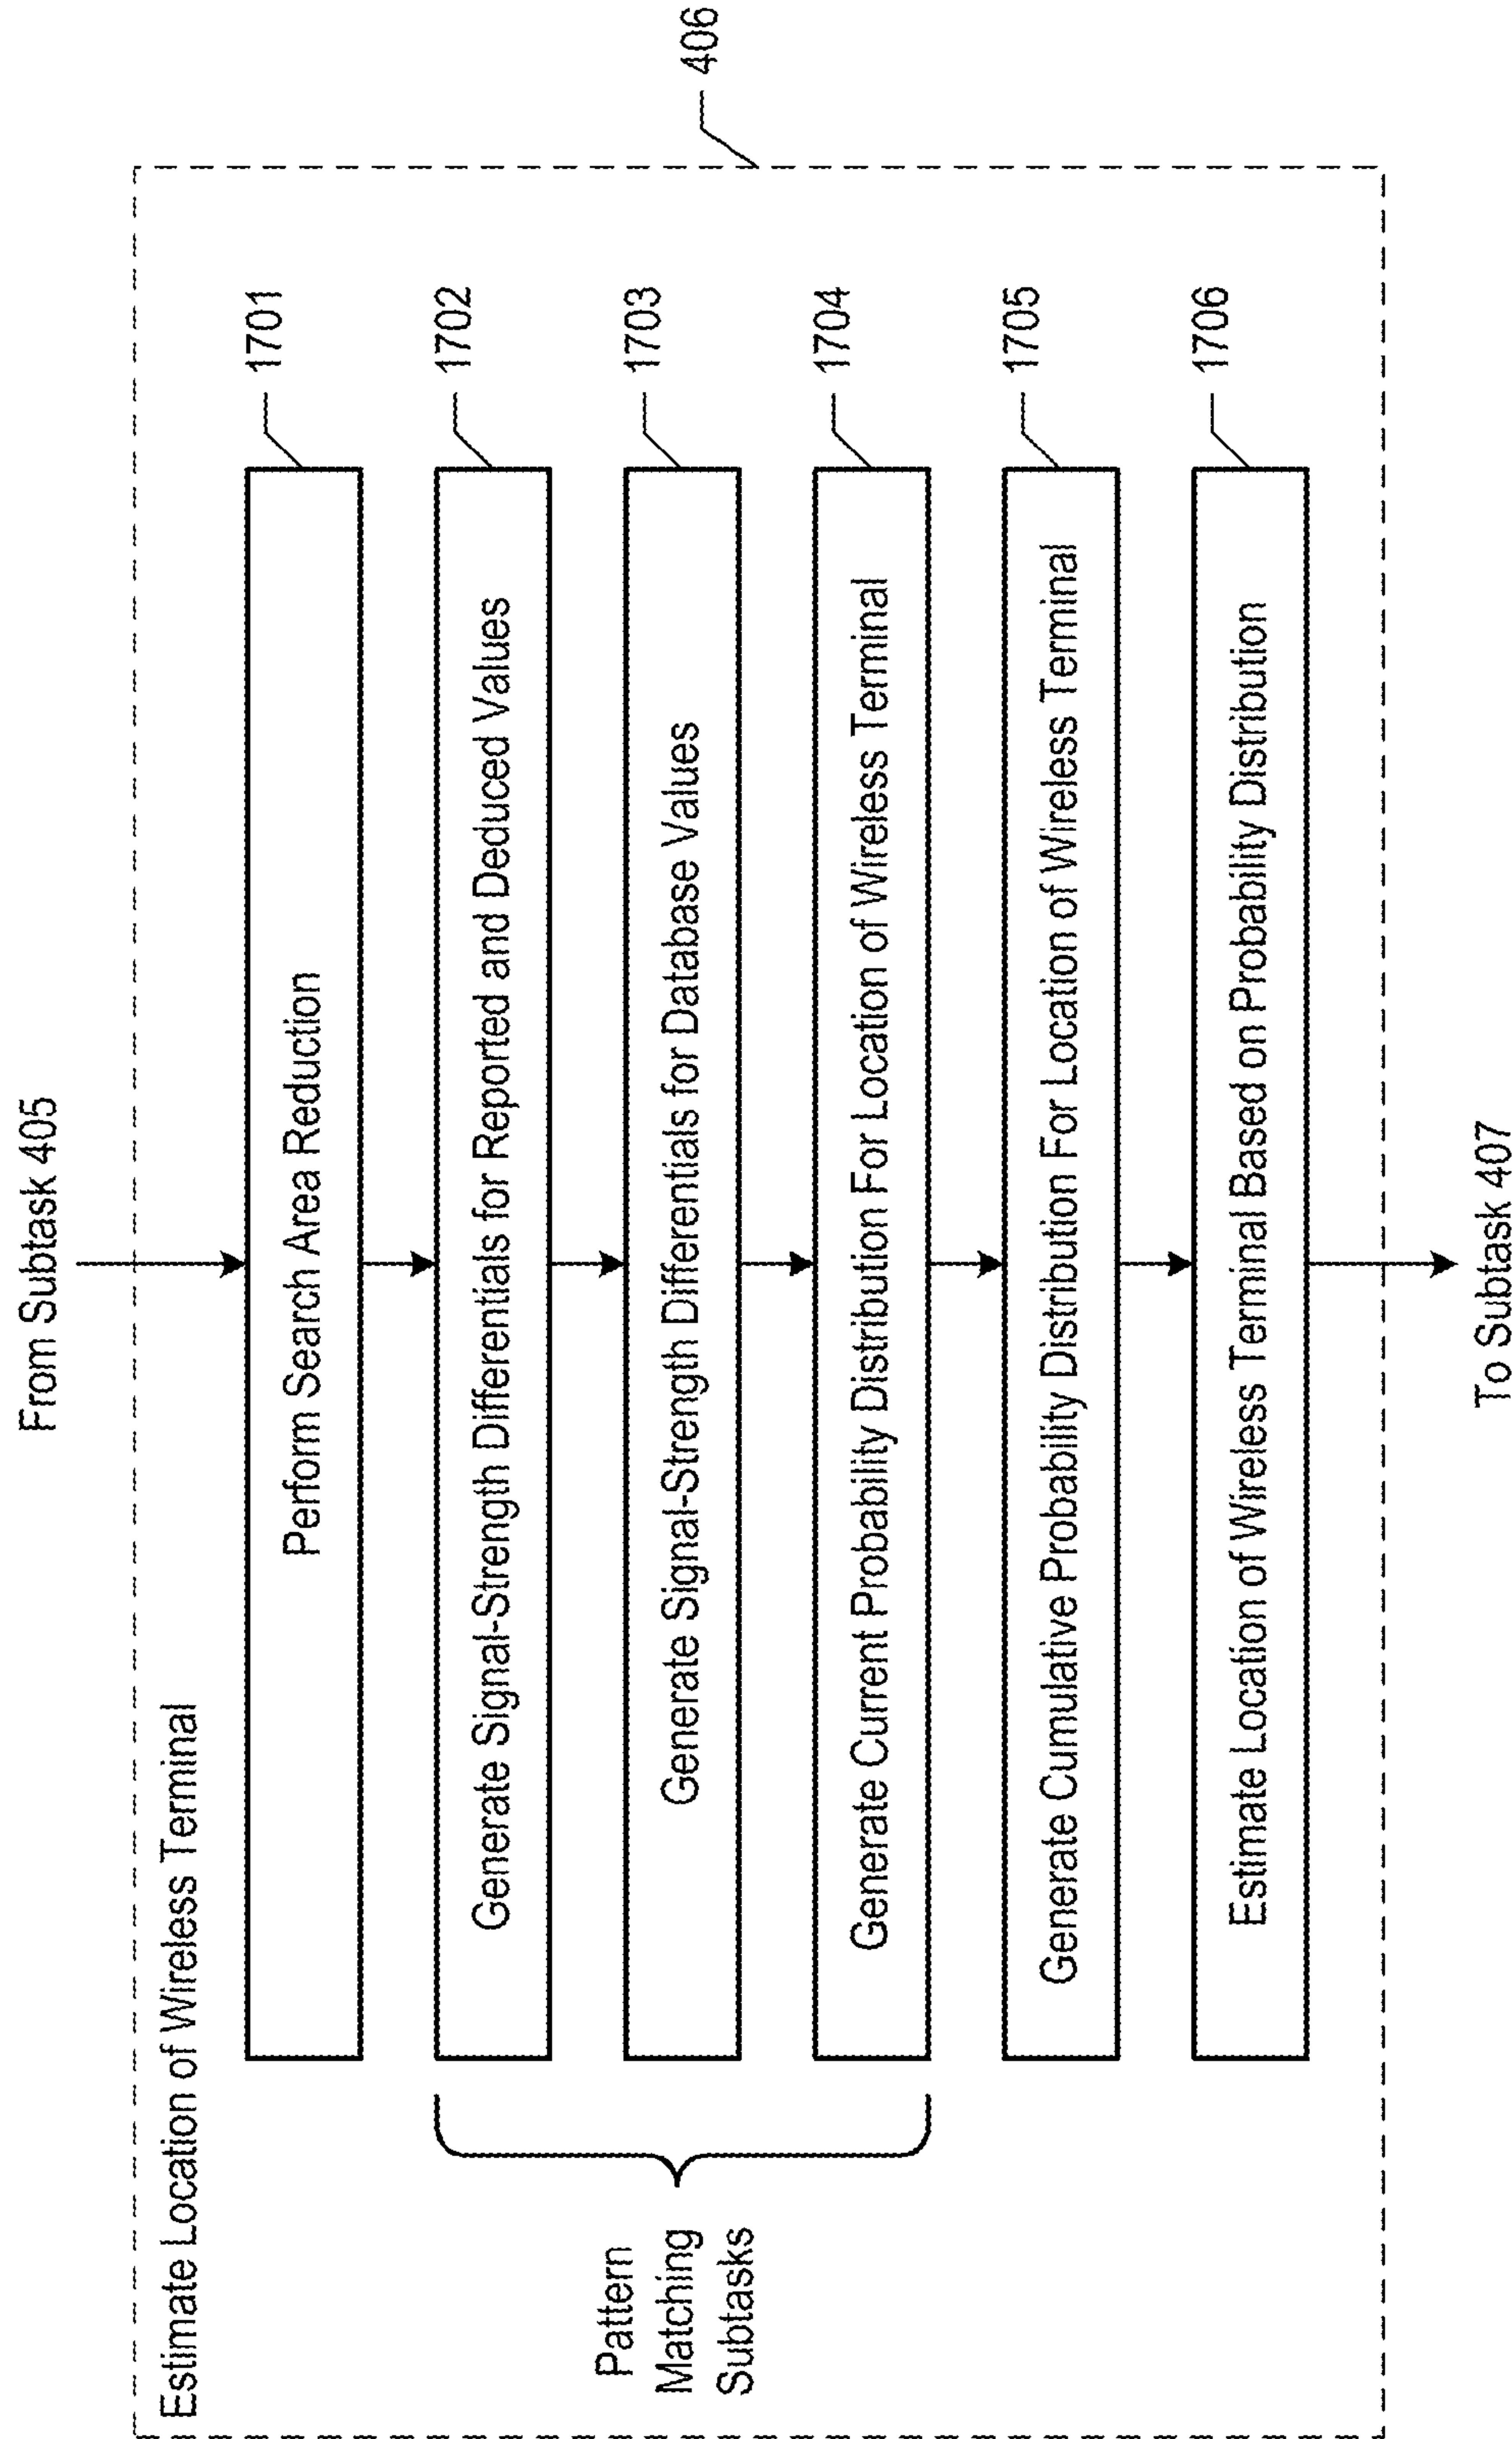 From Subtask 405
Estimate Location of Wireless Terminal
406
Perform Search Area Reduction
1701
Generate Signal-Strength Differentials for Reported and Deduced Values
1702
Pattern
Matching
Subtasks
Generate Signal-Strength Differentials for Database Values
1703
Generate Current Probability Distribution For Location of Wireless Terminal
1704
Generate Cumulative Probability Distribution For Location of Wireless Terminal
1705
Estimate Location of Wireless Terminal Based on Probability Distribution
1706
To Subtask 407